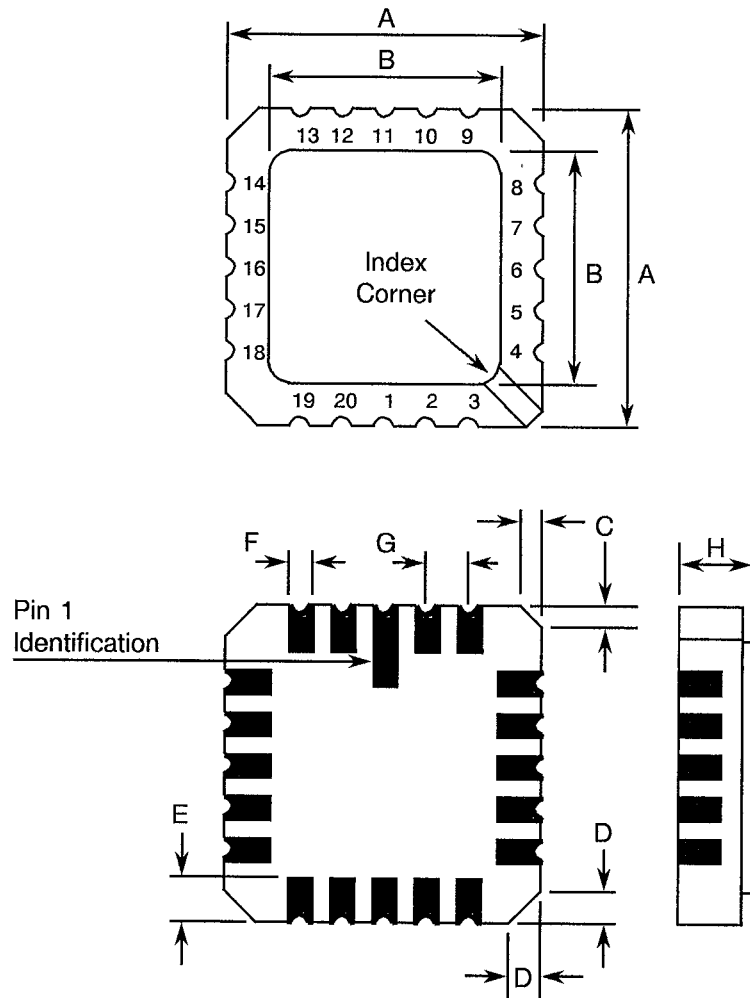 A
B
13 12 11 10 9
14 8
15 7
16 6
17 5
18 4
Index
Corner
B
A
19 20 1 2 3
F
G
C
H
Pin 1
Identification
E
D
D